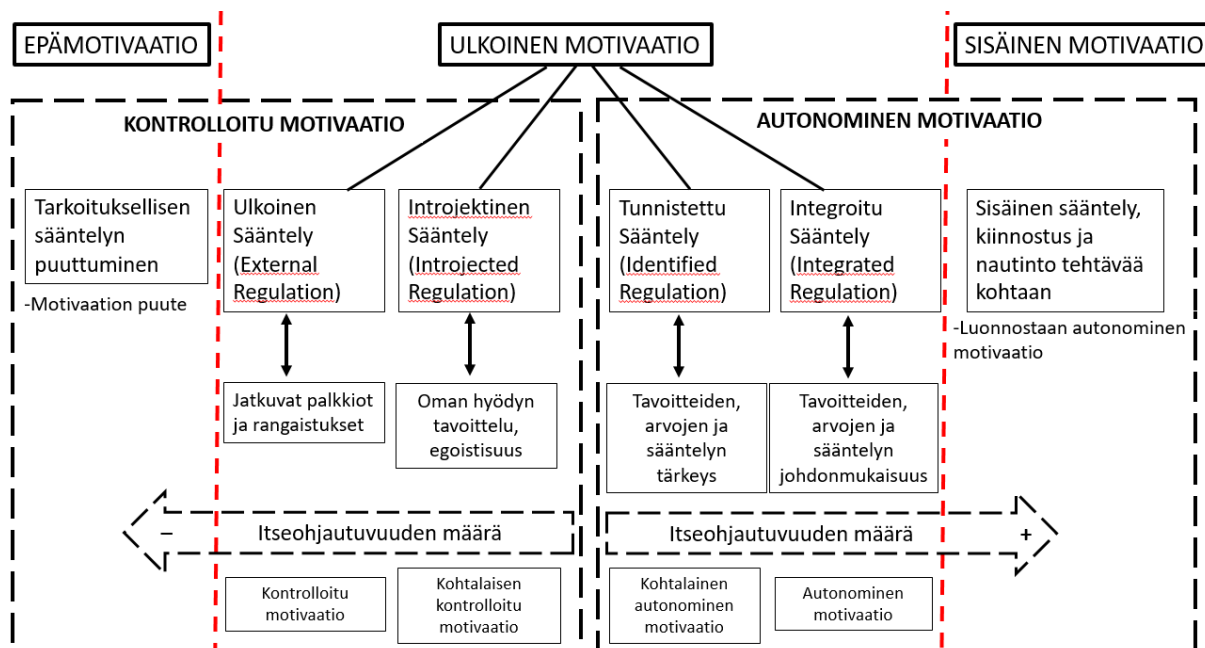 EPÄMOTIVAATIO
ULKOINEN MOTIVAATIO
SISÄINEN MOTIVAATIO
KONTROLLOITU MOTIVAATIO
AUTONOMINEN MOTIVAATIO
Tarkoituksellisen
sääntelyn
puuttuminen
-Motivaation puute
Ulkoinen
Sääntely
(External
Regulation)
Introjektinen
Sääntely
(Introjected
Regulation)
Tunnistettu
Sääntely
(Identified
Regulation)
Integroitu
Sääntely
(Integrated
Regulation)
Sisäinen sääntely,
kiinnostus ja
nautinto tehtävää
kohtaan
-Luonnostaan autonominen
motivaatio
Jatkuvat palkkiot
ja rangaistukset
Oman hyödyn
tavoittelu,
egoistisuus
Tavoitteiden,
arvojen ja
sääntelyn
tärkeys
Tavoitteiden,
arvojen ja
sääntelyn
johdonmukaisuus
– Itseohjautuvuuden määrä
Itseohjautuvuuden määrä +
Kontrolloitu
motivaatio
Kohtalaisen
kontrolloitu
motivaatio
Kohtalainen
autonominen
motivaatio
Autonominen
motivaatio